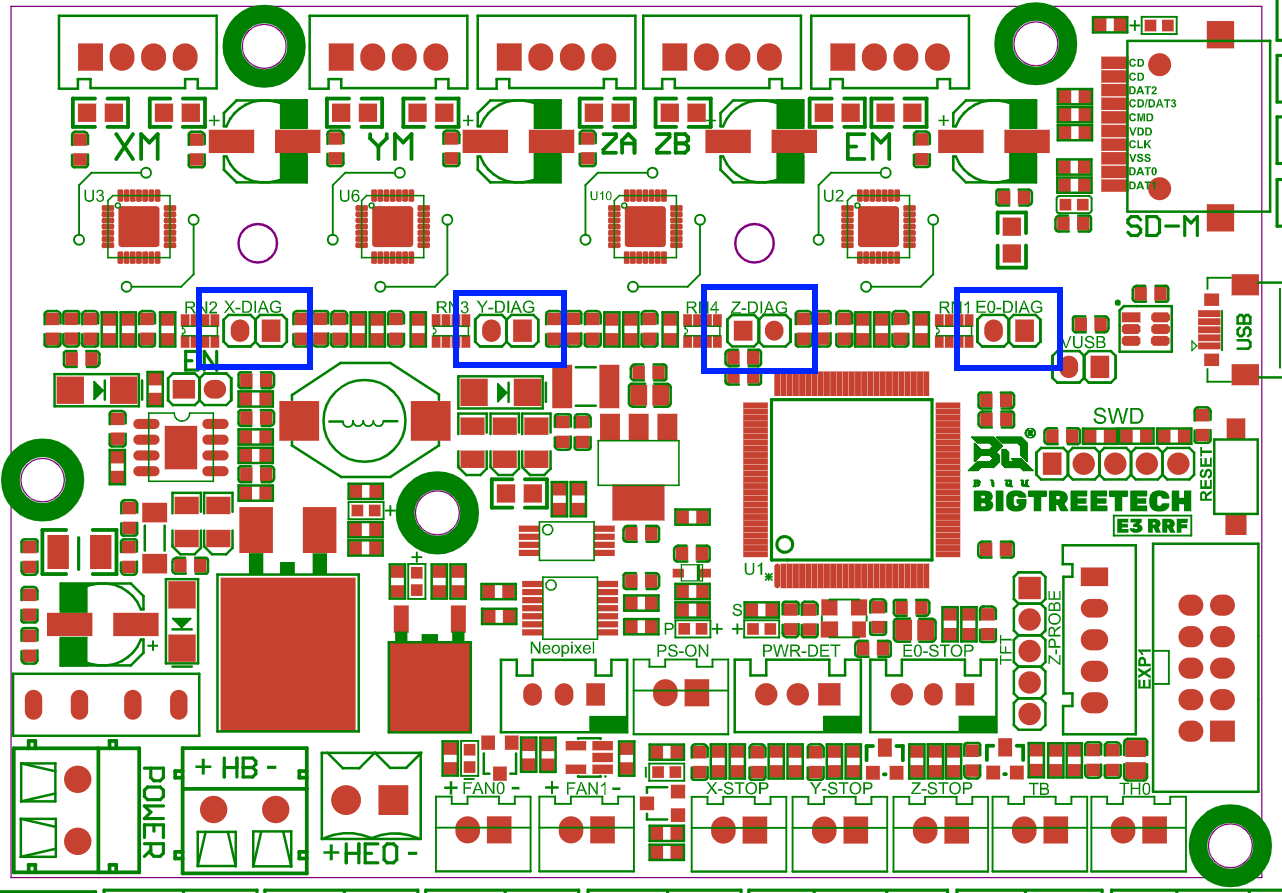 CD
CD
DAT2
CD/DAT3
CMD
VDD
CLK
VSS
DAT0
DAT1
SD-M
XM
YM
ZA ZB
EM
U3
U6
U10
U2
RN2 X-DIAG
RN3 Y-DIAG
RN4 Z-DIAG
RN1 E0-DIAG
VUSB
USB
EN
SWD
RESET
BIQU
BIGTREETECH
E3 RRF
U1
S
P
Neopixel
PS-ON
PWR-DET
E0-STOP
TFT
Z-PROBE
EXP1
POWER
+ HB -
+HE0-
+ FAN0 -
+ FAN1-
X-STOP
Y-STOP
Z-STOP
TB
TH0